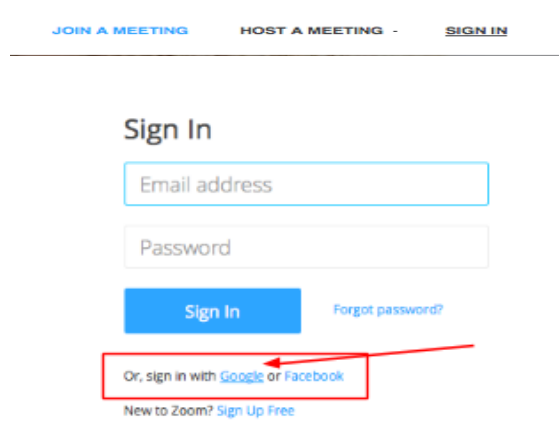 JOIN A MEETING HOST A MEETING - SIGN IN
Sign In
Email address
Password
Sign In Forgot password?
Or, sign in with Google or Facebook
New to Zoom? Sign Up Free